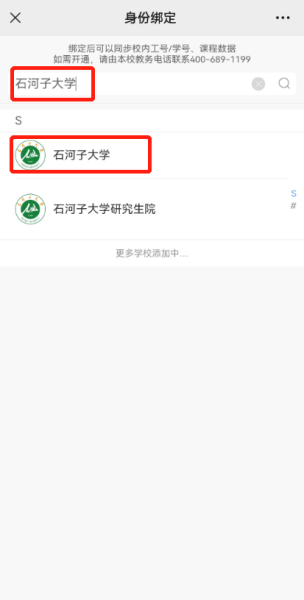 身份绑定
绑定后可以同步校内工号/学号、课程数据
如需开通，请由本校教务电话联系400-689-1199
石河子大学
S
石河子大学
石河子大学研究生院
S
#
更多学校添加中...